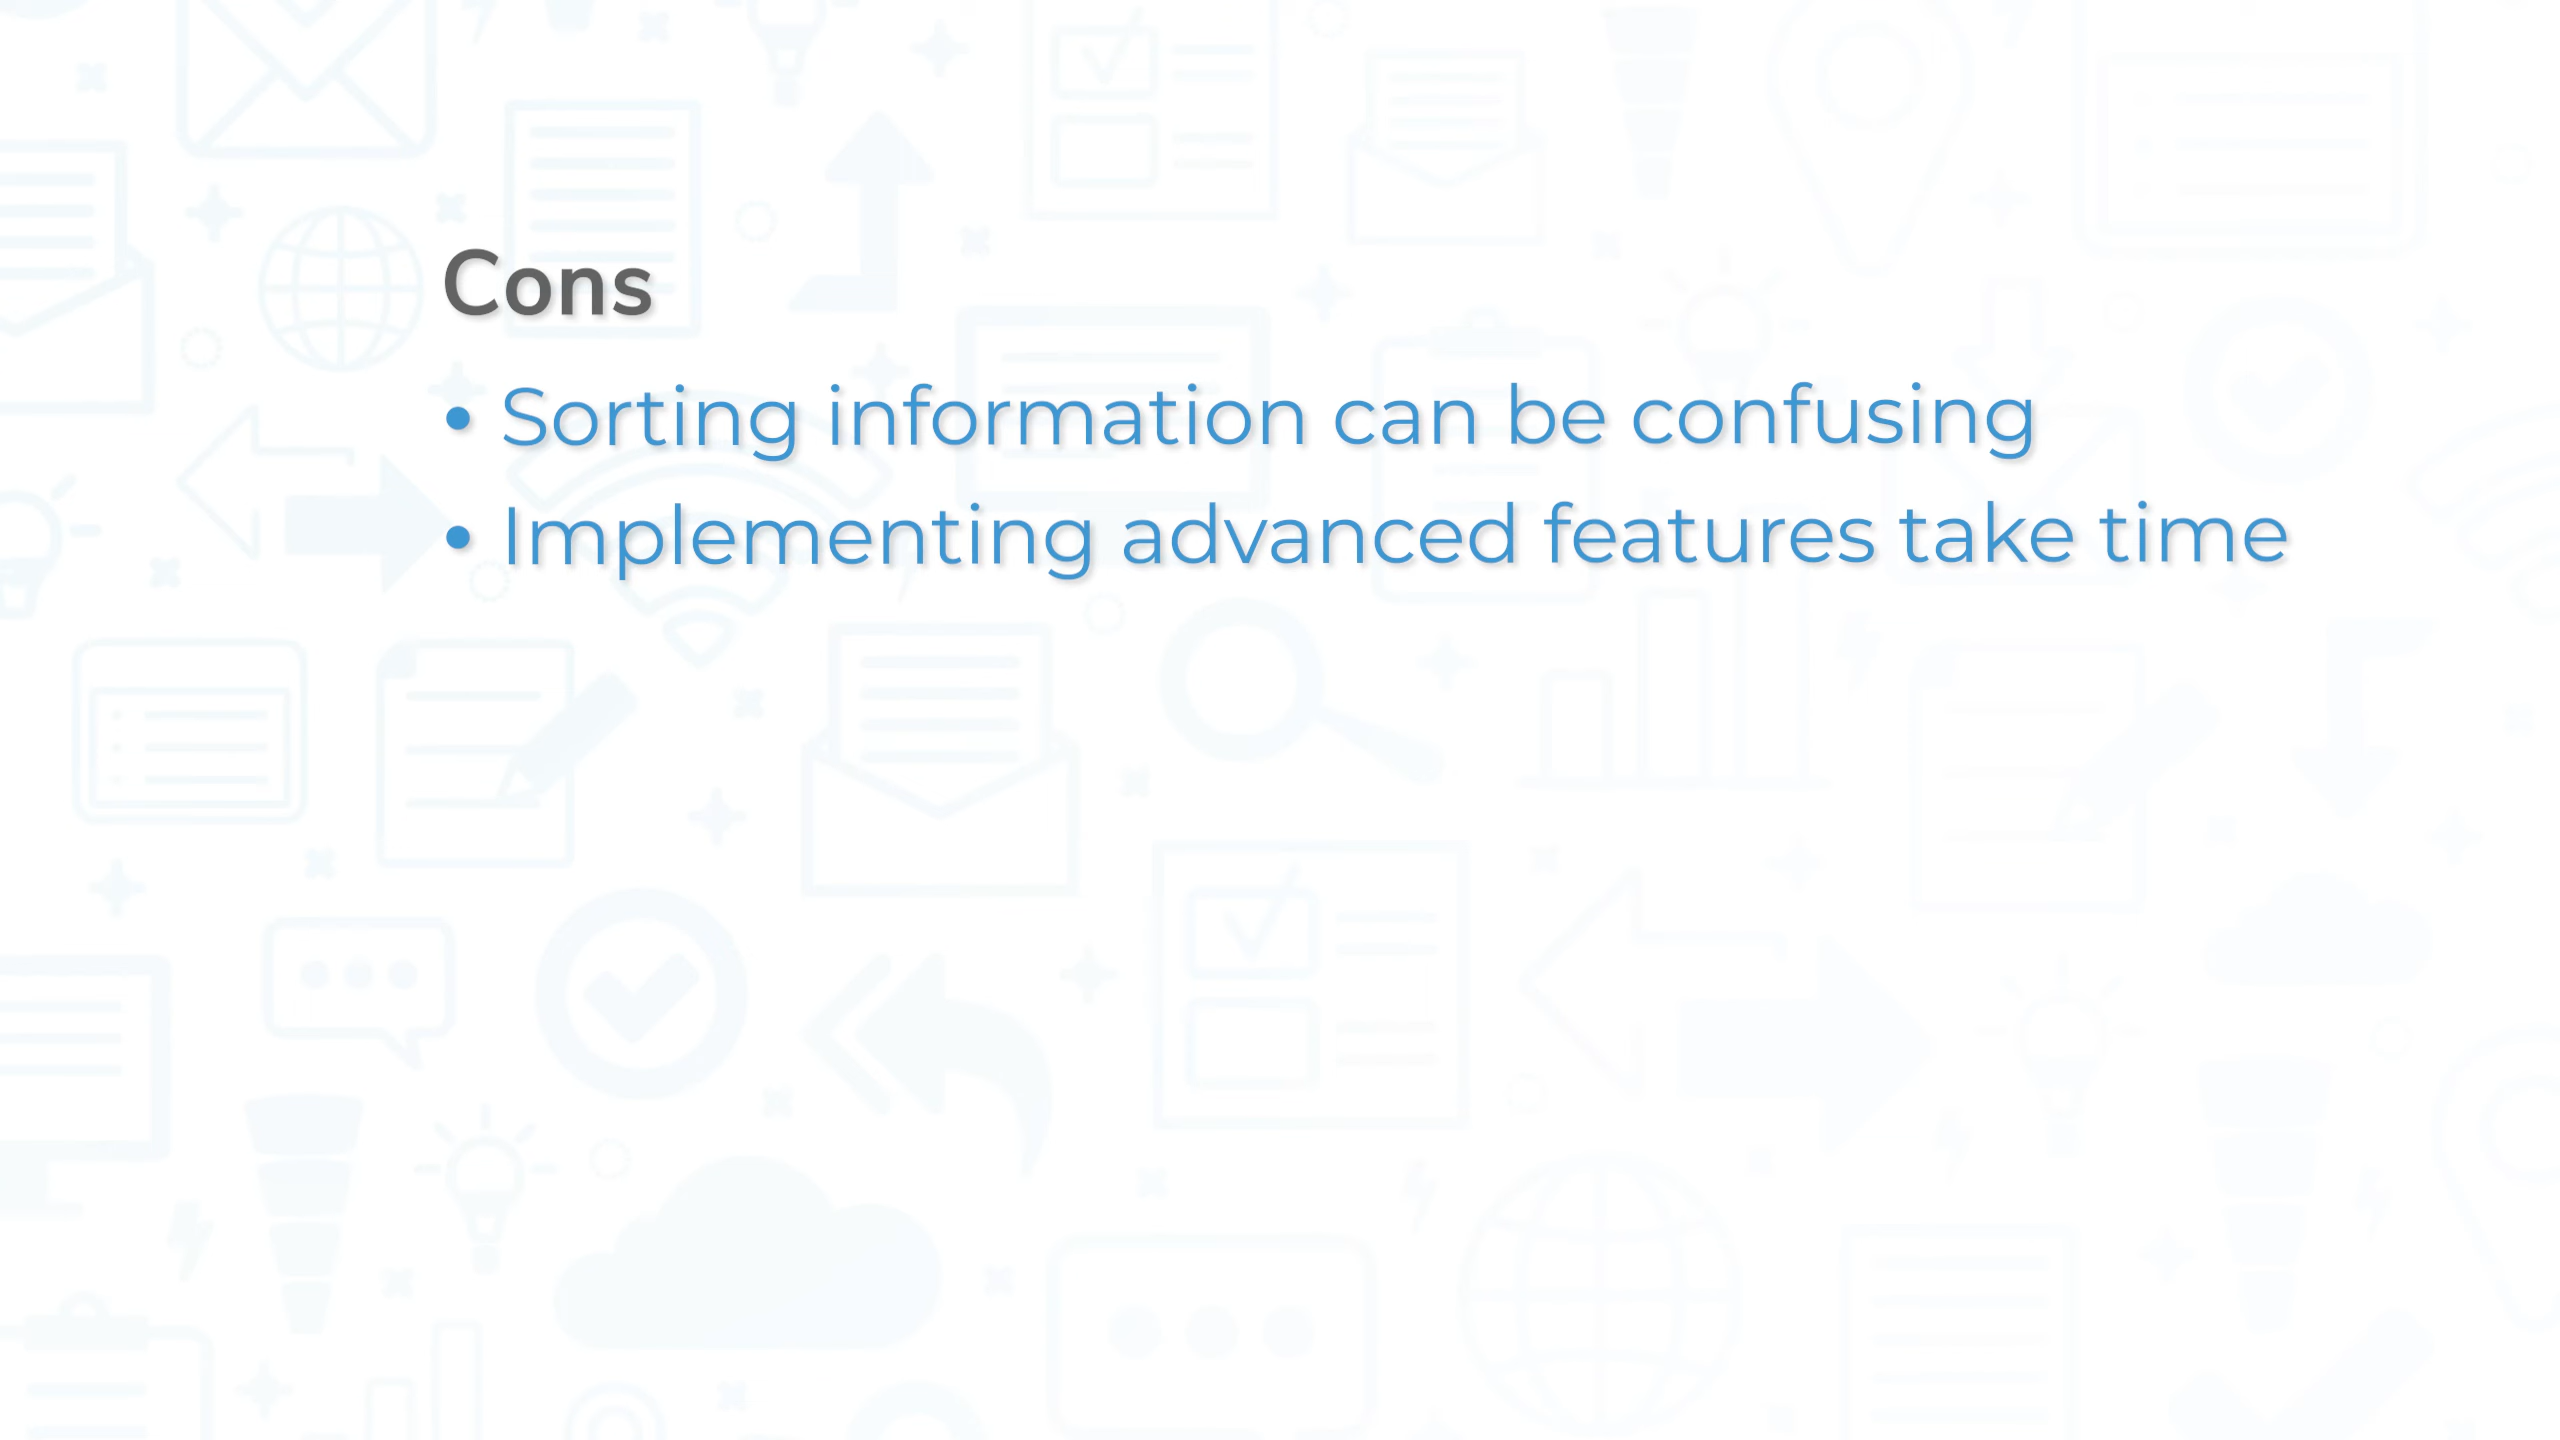 Cons
• Sorting information can be confusing
• Implementing advanced features take time